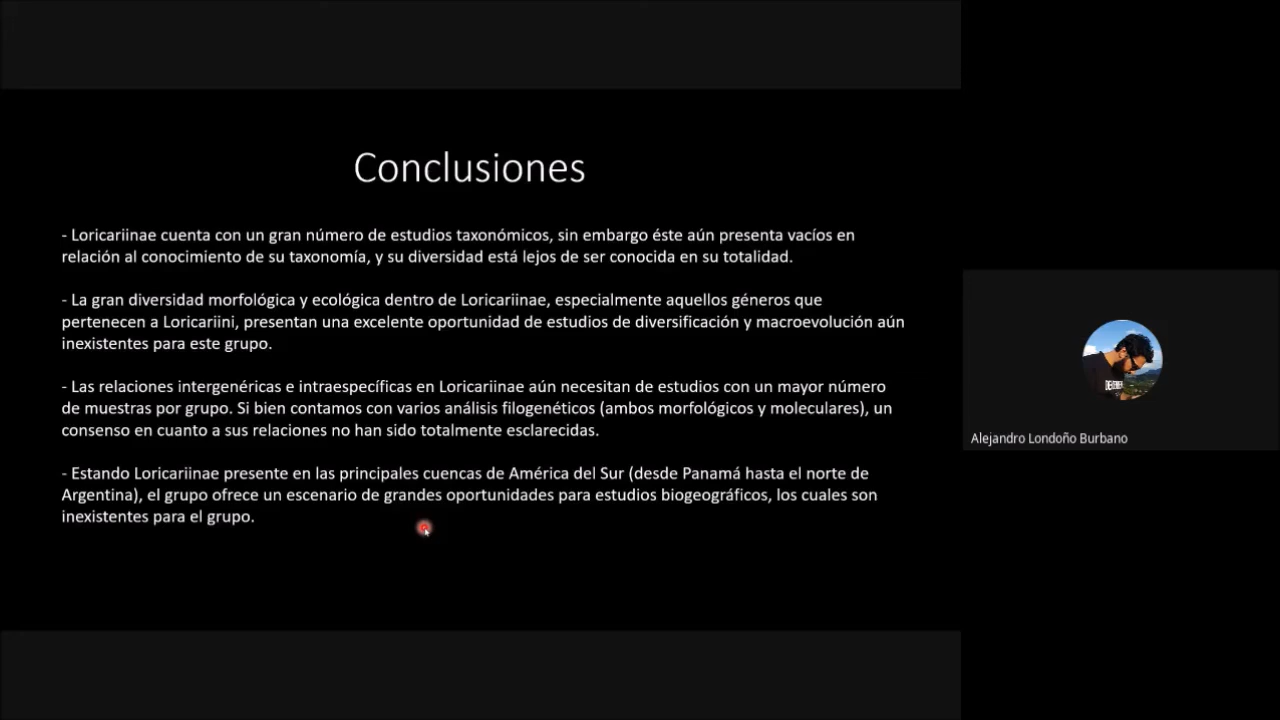 Conclusiones
- Loricariinae cuenta con un gran número de estudios taxonómicos, sin embargo éste aún presenta vacíos en
relación al conocimiento de su taxonomía, y su diversidad está lejos de ser conocida en su totalidad.
- La gran diversidad morfológica y ecológica dentro de Loricariinae, especialmente aquellos géneros que
pertenecen a Loricariini, presentan una excelente oportunidad de estudios de diversificación y macroevolución aún
inexistentes para este grupo.
- Las relaciones intergenéricas e intraespecíficas en Loricariinae aún necesitan de estudios con un mayor número
de muestras por grupo. Si bien contamos con varios análisis filogenéticos (ambos morfológicos y moleculares), un
consenso en cuanto a sus relaciones no han sido totalmente esclarecidas.
- Estando Loricariinae presente en las principales cuencas de América del Sur (desde Panamá hasta el norte de
Argentina), el grupo ofrece un escenario de grandes oportunidades para estudios biogeográficos, los cuales son
inexistentes para el grupo.
Alejandro Londoño Burbano